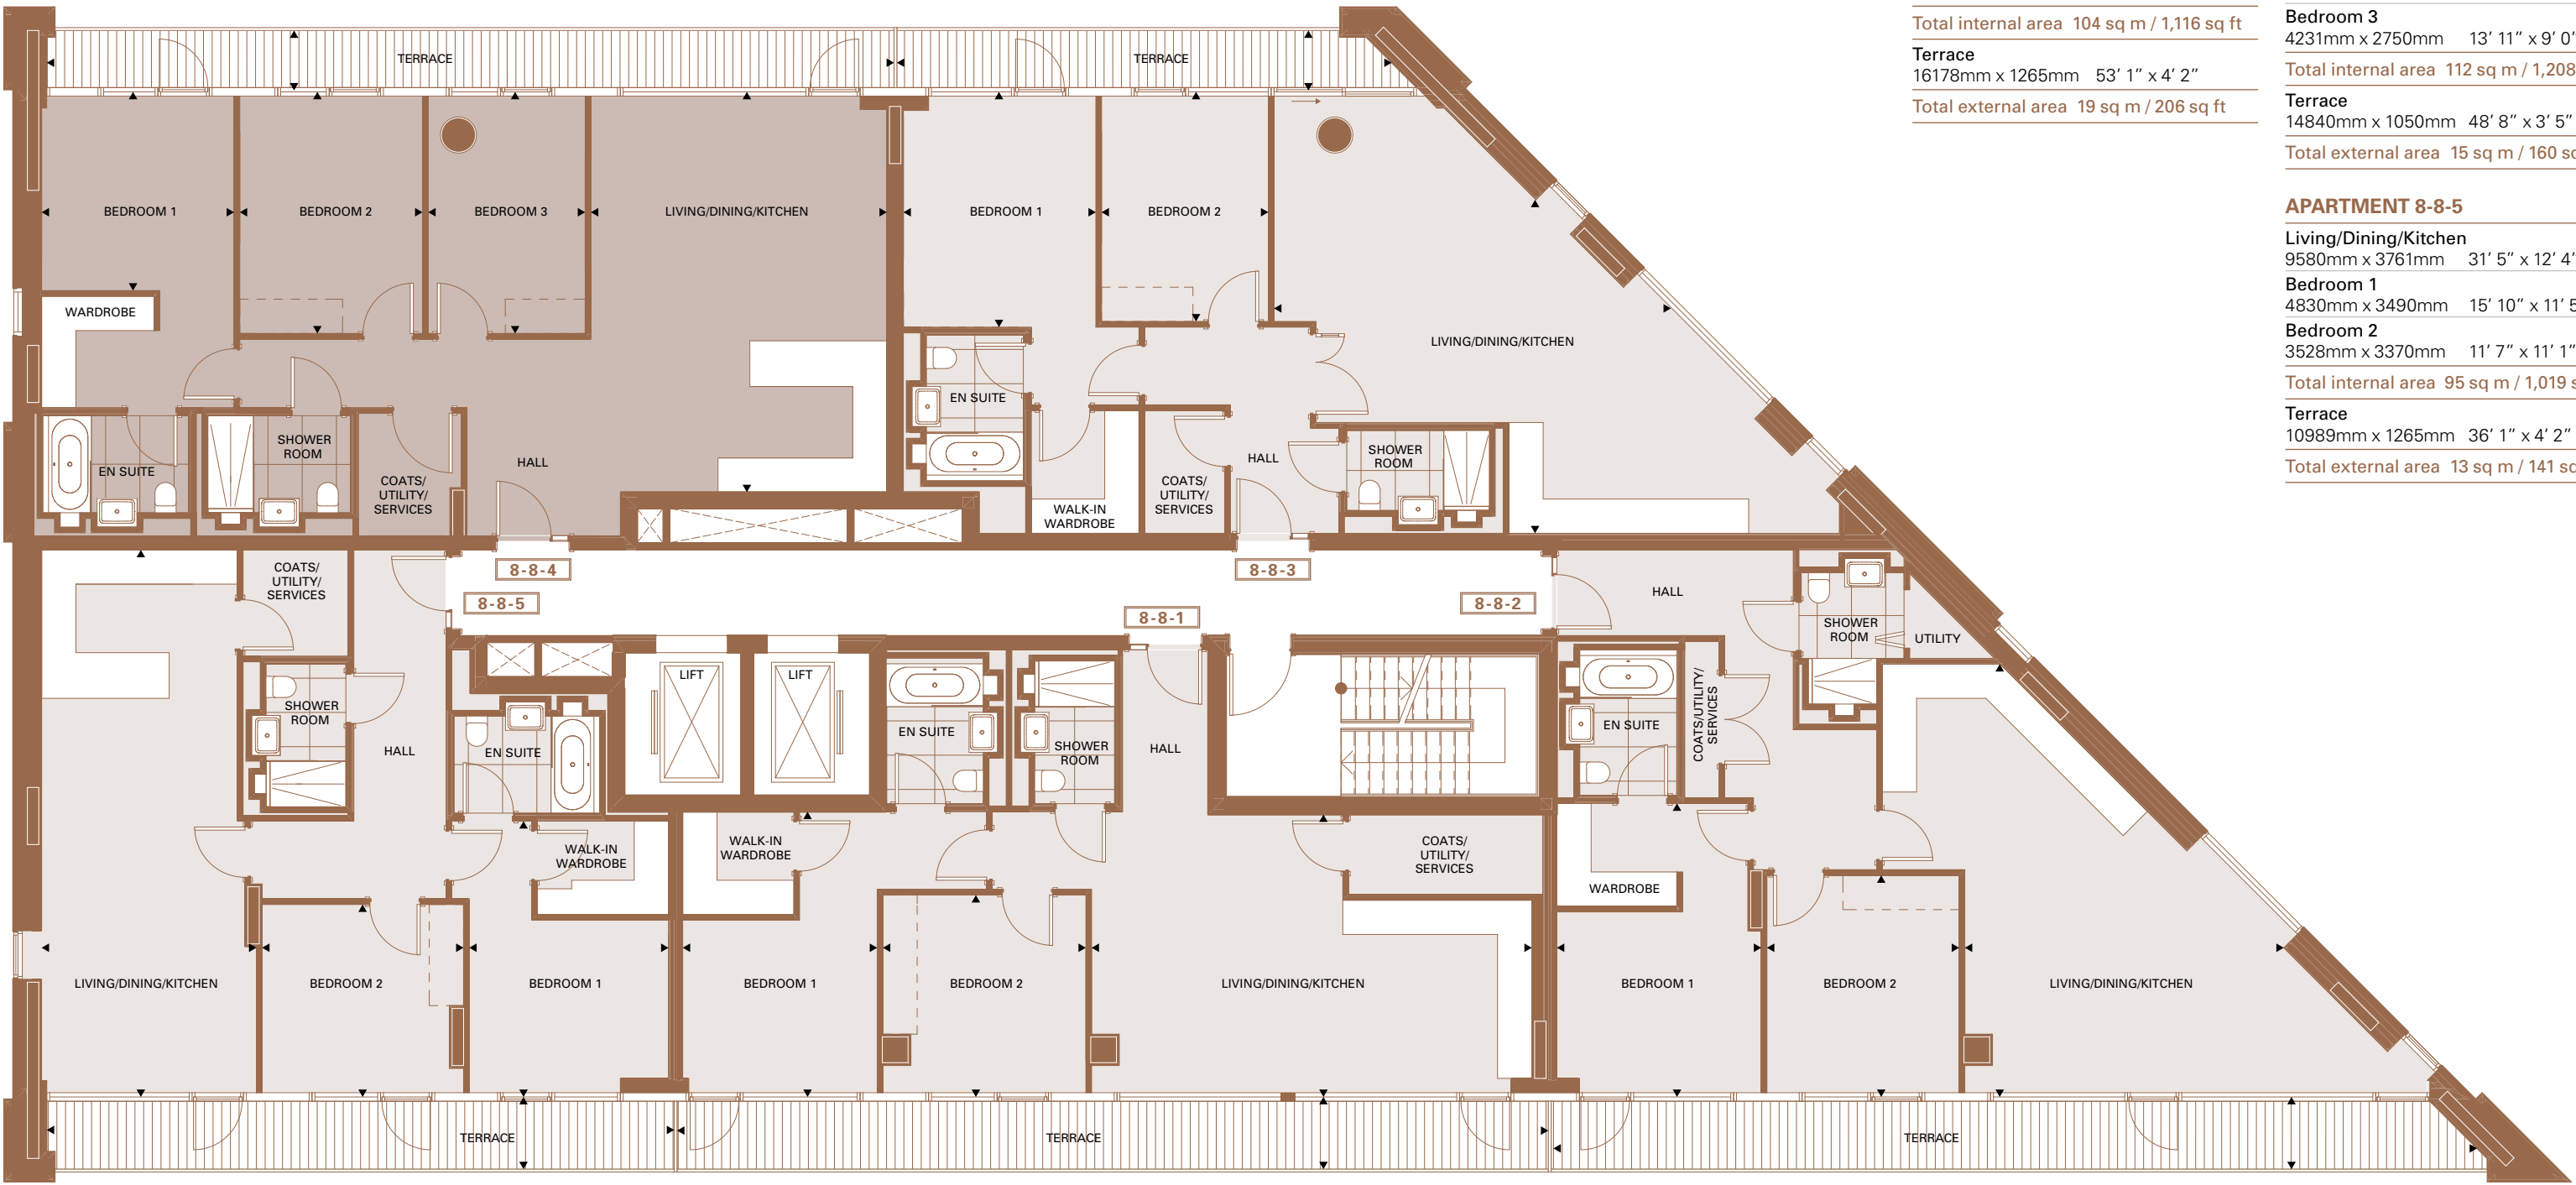 TERRACE
TERRACE
BEDROOM 1
BEDROOM 2
BEDROOM 3
LIVING/DINING/KITCHEN
BEDROOM 1
BEDROOM 2
WARDROBE
LIVING/DINING/KITCHEN
EN SUITE
SHOWER
ROOM
COATS/
UTILITY/
SERVICES
HALL
EN SUITE
WALK-IN
WARDROBE
COATS/
UTILITY/
SERVICES
HALL
SHOWER
ROOM
8-8-4
8-8-3
8-8-5
8-8-1
8-8-2
COATS/
UTILITY/
SERVICES
SHOWER
ROOM
HALL
EN SUITE
LIFT
LIFT
EN SUITE
SHOWER
ROOM
HALL
HALL
SHOWER
ROOM
UTILITY
EN SUITE
COATS/UTILITY/
SERVICES
WALK-IN
WARDROBE
WALK-IN
WARDROBE
COATS/
UTILITY/
SERVICES
WARDROBE
LIVING/DINING/KITCHEN
BEDROOM 2
BEDROOM 1
BEDROOM 1
BEDROOM 2
LIVING/DINING/KITCHEN
BEDROOM 1
BEDROOM 2
LIVING/DINING/KITCHEN
TERRACE
TERRACE
TERRACE
Total internal area 104 sq m / 1,116 sq ft
Terrace
16178mm x 1265mm 53’ 1” x 4’ 2”
Total external area 19 sq m / 206 sq ft
Bedroom 3
4231mm x 2750mm 13’ 11” x 9’ 0”
Total internal area 112 sq m / 1,208
Terrace
14840mm x 1050mm 48’ 8” x 3’ 5”
Total external area 15 sq m / 160
APARTMENT 8-8-5
Living/Dining/Kitchen
9580mm x 3761mm 31’ 5” x 12’ 4”
Bedroom 1
4830mm x 3490mm 15’ 10” x 11’
Bedroom 2
3528mm x 3370mm 11’ 7” x 11’ 1”
Total internal area 95 sq m / 1,019
Terrace
10989mm x 1265mm 36’ 1” x 4’ 2”
Total external area 13 sq m / 141